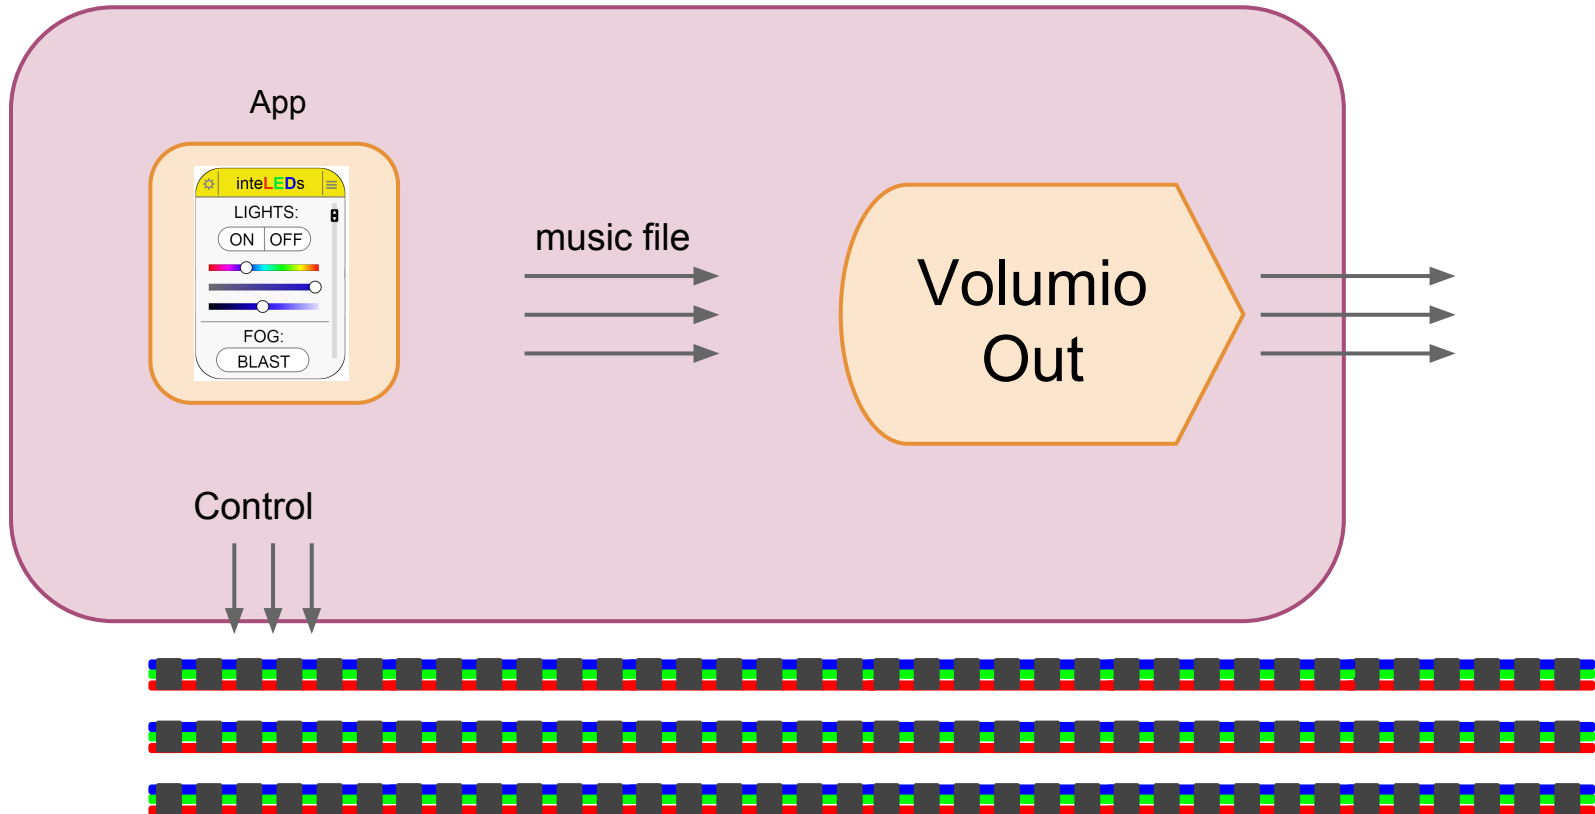 App
inteLEDs
LIGHTS:
ON OFF
FOG:
BLAST
music file
Volumio
Out
Control